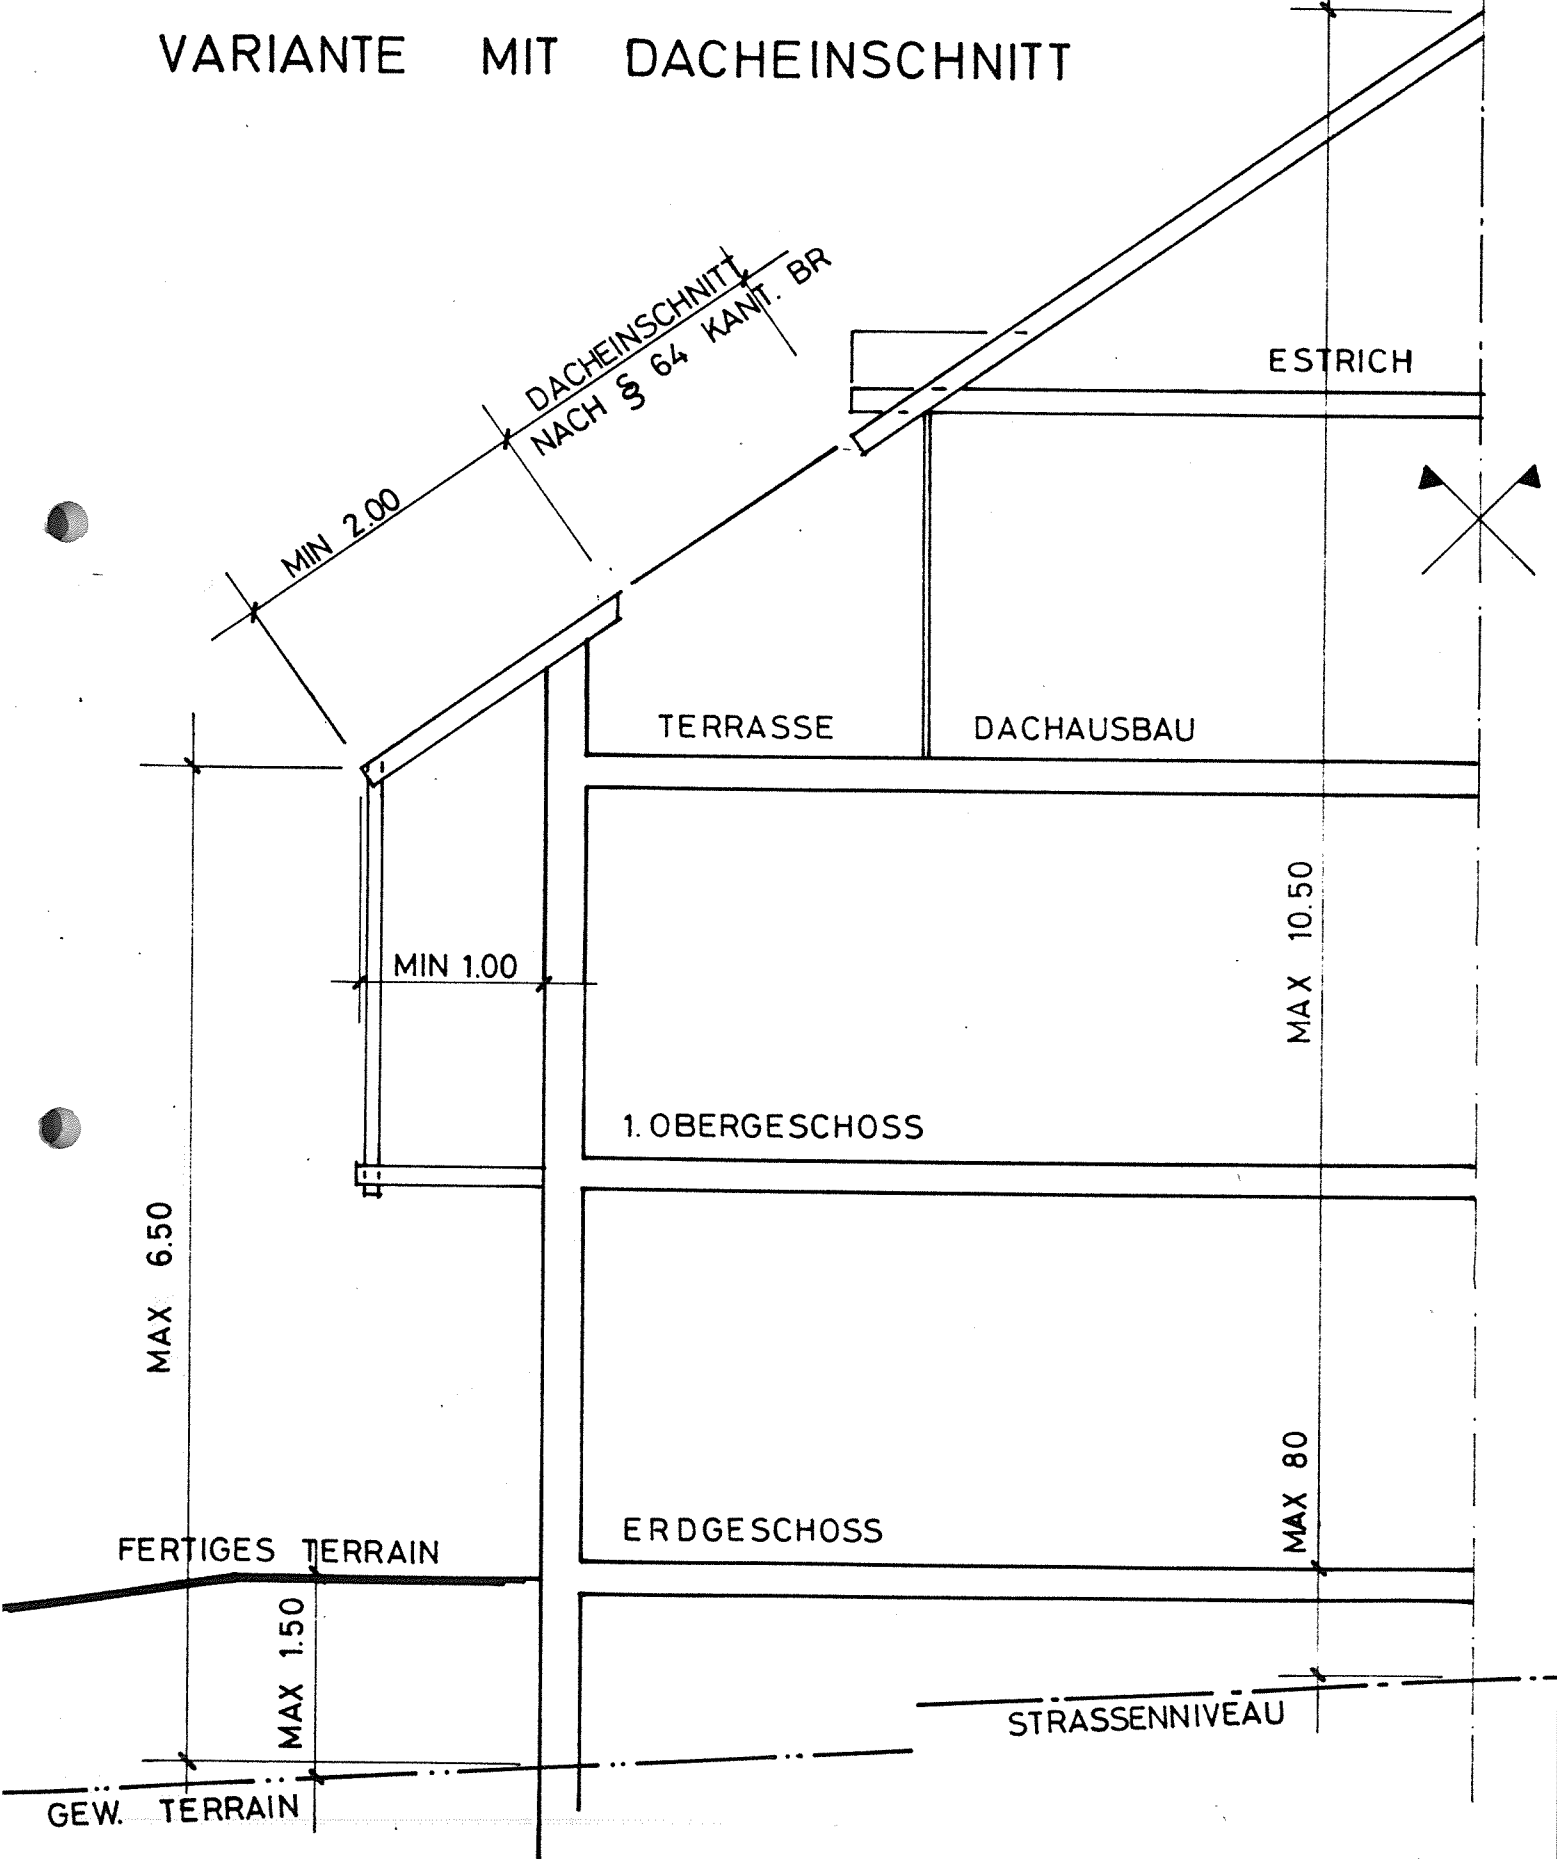 VARIANTE MIT DACHEINSCHNITT
DACHEINSCHNITT
NACH § 64 KANT. BR
ESTRICH
MIN 2.00
TERRASSE
DACHAUSBAU
MAX 10.50
MIN 1.00
1. OBERGESCHOSS
MAX 6.50
MAX 80
ERDGESCHOSS
FERTIGES TERRAIN
MAX 1.50
STRASSENNIVEAU
GEW. TERRAIN